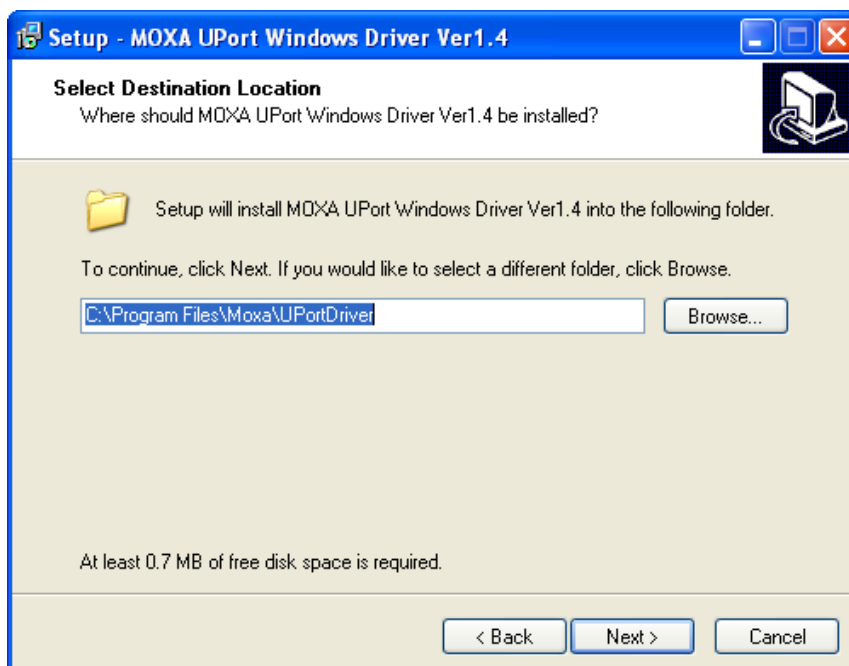 Setup - MOXA UPort Windows Driver Ver1.4
Select Destination Location
Where should MOXA UPort Windows Driver Ver1.4 be installed?
Setup will install MOXA UPort Windows Driver Ver1.4 into the following folder.
To continue, click Next. If you would like to select a different folder, click Browse.
C:\Program Files\Moxa\UPortDriver
Browse...
At least 0.7 MB of free disk space is required.
< Back
Next >
Cancel